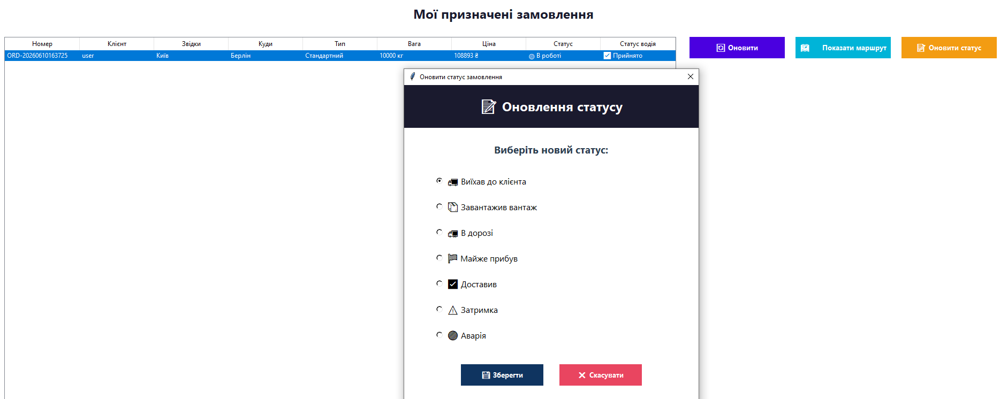 Мої призначені замовлення
Номер Клієнт Звідки Куди Тип Вага Ціна Статус Статус водія
ORD-20260610163725 user Київ Берлін Стандартний 10000 кг 108893 ₴ В роботі Прийнято
Оновити Показати маршрут Оновити статус
Оновити статус замовлення
Оновлення статусу
Виберіть новий статус:
Виїхав до клієнта
Завантажив вантаж
В дорозі
Майже прибув
Доставив
Затримка
Аварія
Зберегти Скасувати